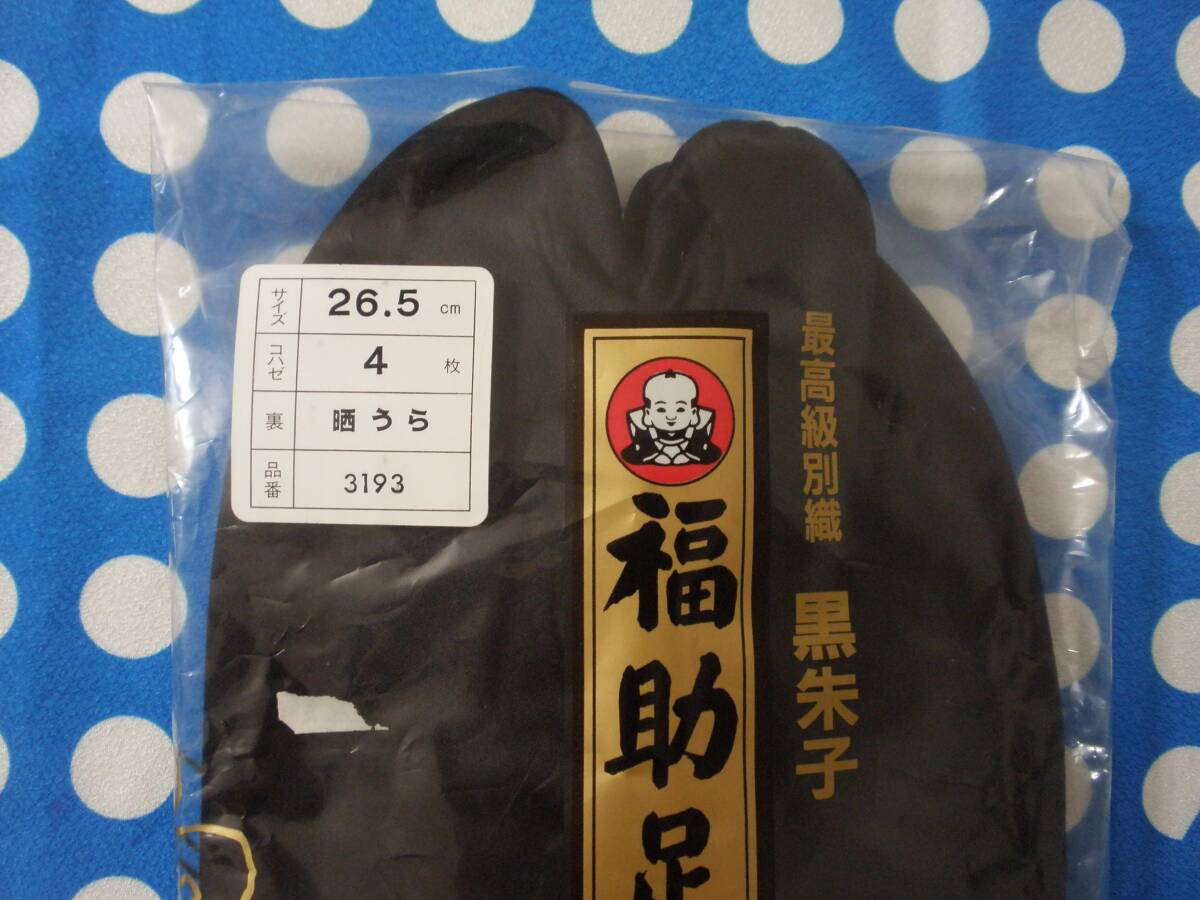 サイズ 26.5 cm
コハゼ 4 枚
裏 晒うら
品番 3193
最高級別織 黒朱子
福助足